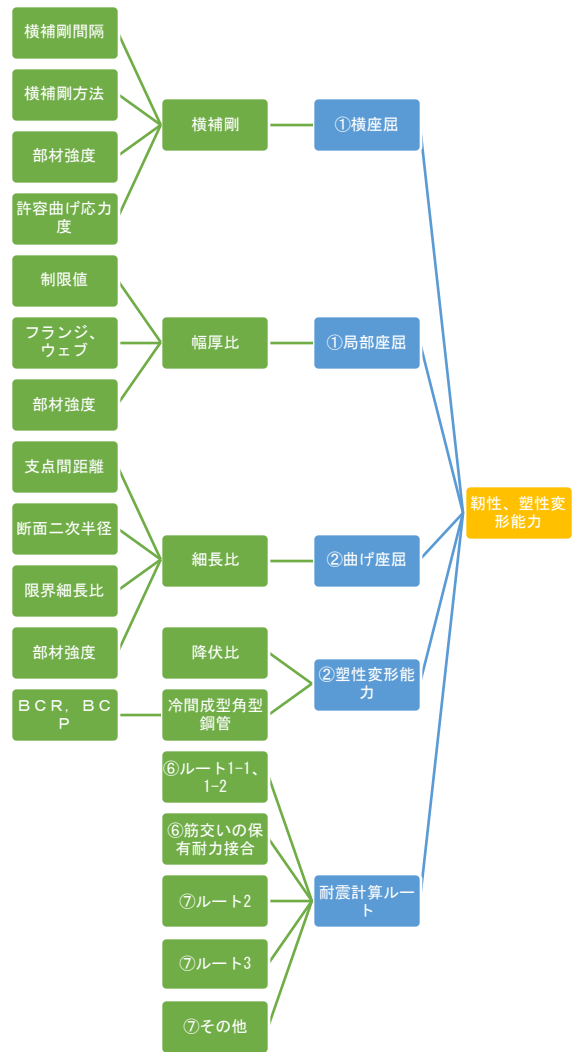 横補剛間隔
横補剛方法
部材強度
許容曲げ応力
度
横補剛
①横座屈
制限値
フランジ、
ウェブ
部材強度
幅厚比
①局部座屈
支点間距離
断面二次半径
限界細長比
部材強度
細長比
②曲げ座屈
靭性、塑性変
形能力
降伏比
BCR，BC
P
冷間成型角型
鋼管
②塑性変形能
力
⑥ルート1-1、
1-2
⑥筋交いの保
有耐力接合
⑦ルート2
⑦ルート3
⑦その他
耐震計算ルー
ト